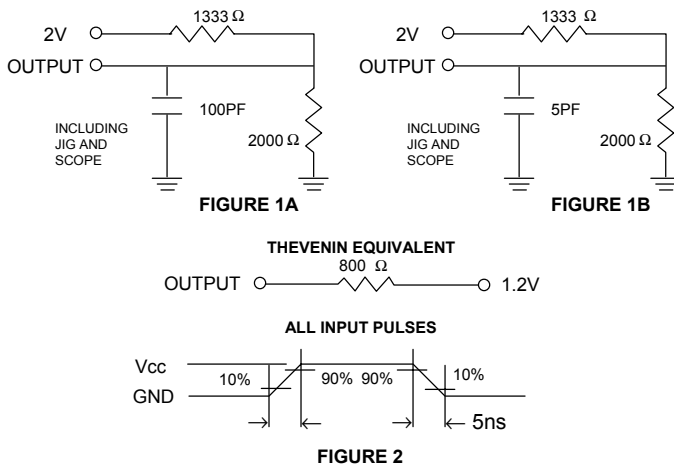 1333 Ω
2V
OUTPUT
100PF
INCLUDING
JIG AND
SCOPE
2000 Ω
FIGURE 1A
1333 Ω
2V
OUTPUT
5PF
INCLUDING
JIG AND
SCOPE
2000 Ω
FIGURE 1B
THEVENIN EQUIVALENT
800 Ω
OUTPUT
1.2V
ALL INPUT PULSES
Vcc
GND
10%
90% 90%
10%
5ns
FIGURE 2